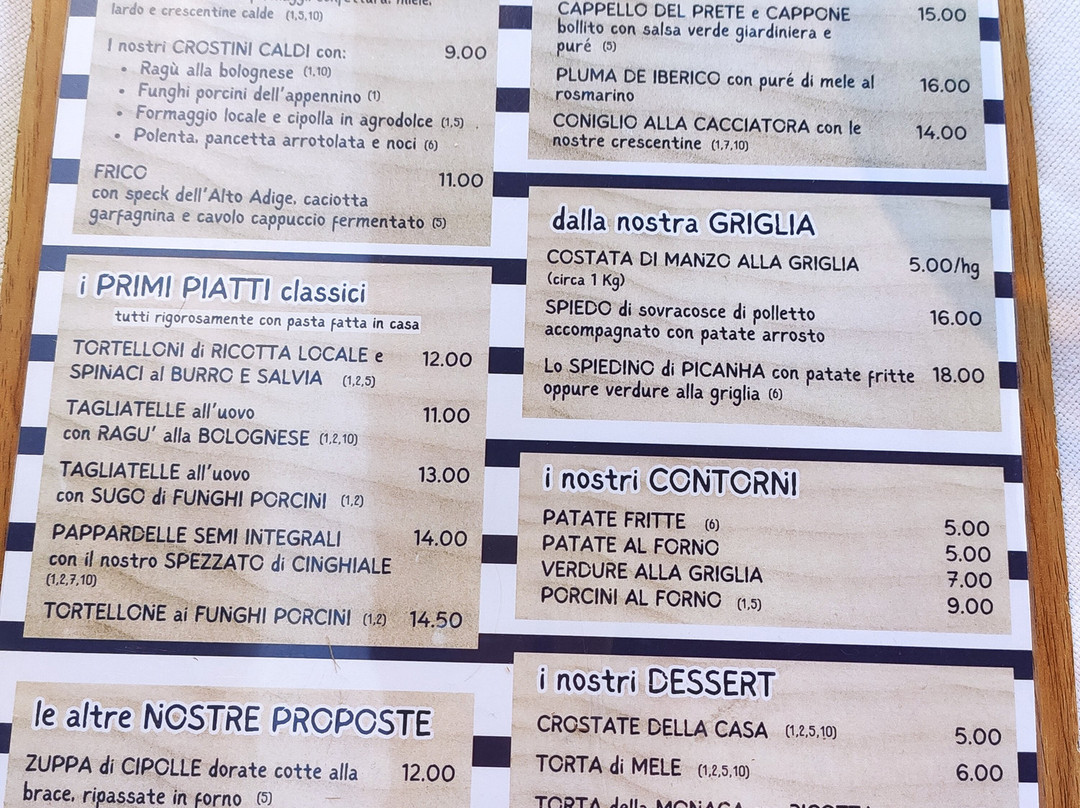 lardo e crescentine calde (1,5,10)
I nostri CROSTINI CALDI con: 9.00
• Ragù alla bolognese (1,10)
• Funghi porcini dell'appennino (1)
• Formaggio locale e cipolla in agrodolce (1,5)
• Polenta, pancetta arrotolata e noci (6)
FRICO 11.00
con speck dell'Alto Adige, caciotta
garfagnina e cavolo cappuccio fermentato (5)
i PRIMI PIATTI classici
tutti rigorosamente con pasta fatta in casa
TORTELLONI di RICOTTA LOCALE e 12.00
SPINACI al BURRO E SALVIA (1,2,5)
TAGLIATELLE all'uovo 11.00
con RAGU' alla BOLOGNESE (1,2,10)
TAGLIATELLE all'uovo 13.00
con SUGO di FUNGHI PORCINI (1,2)
PAPPARDELLE SEMI INTEGRALI 14.00
con il nostro SPEZZATO di CINGHIALE
(1,2,7,10)
TORTELLONE ai FUNGHI PORCINI (1,2) 14.50
le altre NOSTRE PROPOSTE
ZUPPA di CIPOLLE dorate cotte alla 12.00
brace, ripassate in forno (5)
CAPPELLO DEL PRETE e CAPPONE 15.00
bollito con salsa verde giardiniera e
puré (5)
PLUMA DE IBERICO con puré di mele al 16.00
rosmarino
CONIGLIO ALLA CACCIATORA con le 14.00
nostre crescentine (1,7,10)
dalla nostra GRIGLIA
COSTATA DI MANZO ALLA GRIGLIA 5.00/hg
(circa 1 Kg)
SPIEDO di sovracosce di polletto 16.00
accompagnato con patate arrosto
Lo SPIEDINO di PICANHA con patate fritte 18.00
oppure verdure alla griglia (6)
i nostri CONTORNI
PATATE FRITTE (6) 5.00
PATATE AL FORNO 5.00
VERDURE ALLA GRIGLIA 7.00
PORCINI AL FORNO (1,5) 9.00
i nostri DESSERT
CROSTATE DELLA CASA (1,2,5,10) 5.00
TORTA di MELE (1,2,5,10) 6.00
TORTA della MONACA